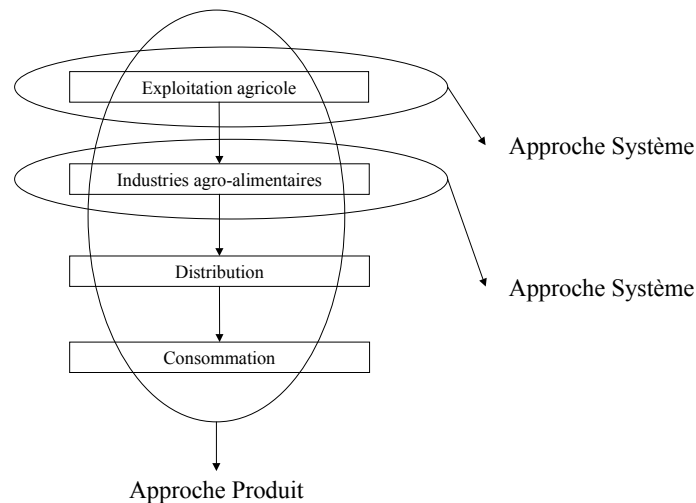 Exploitation agricole
Approche Système
Industries agro-alimentaires
Distribution
Approche Système
Consommation
Approche Produit